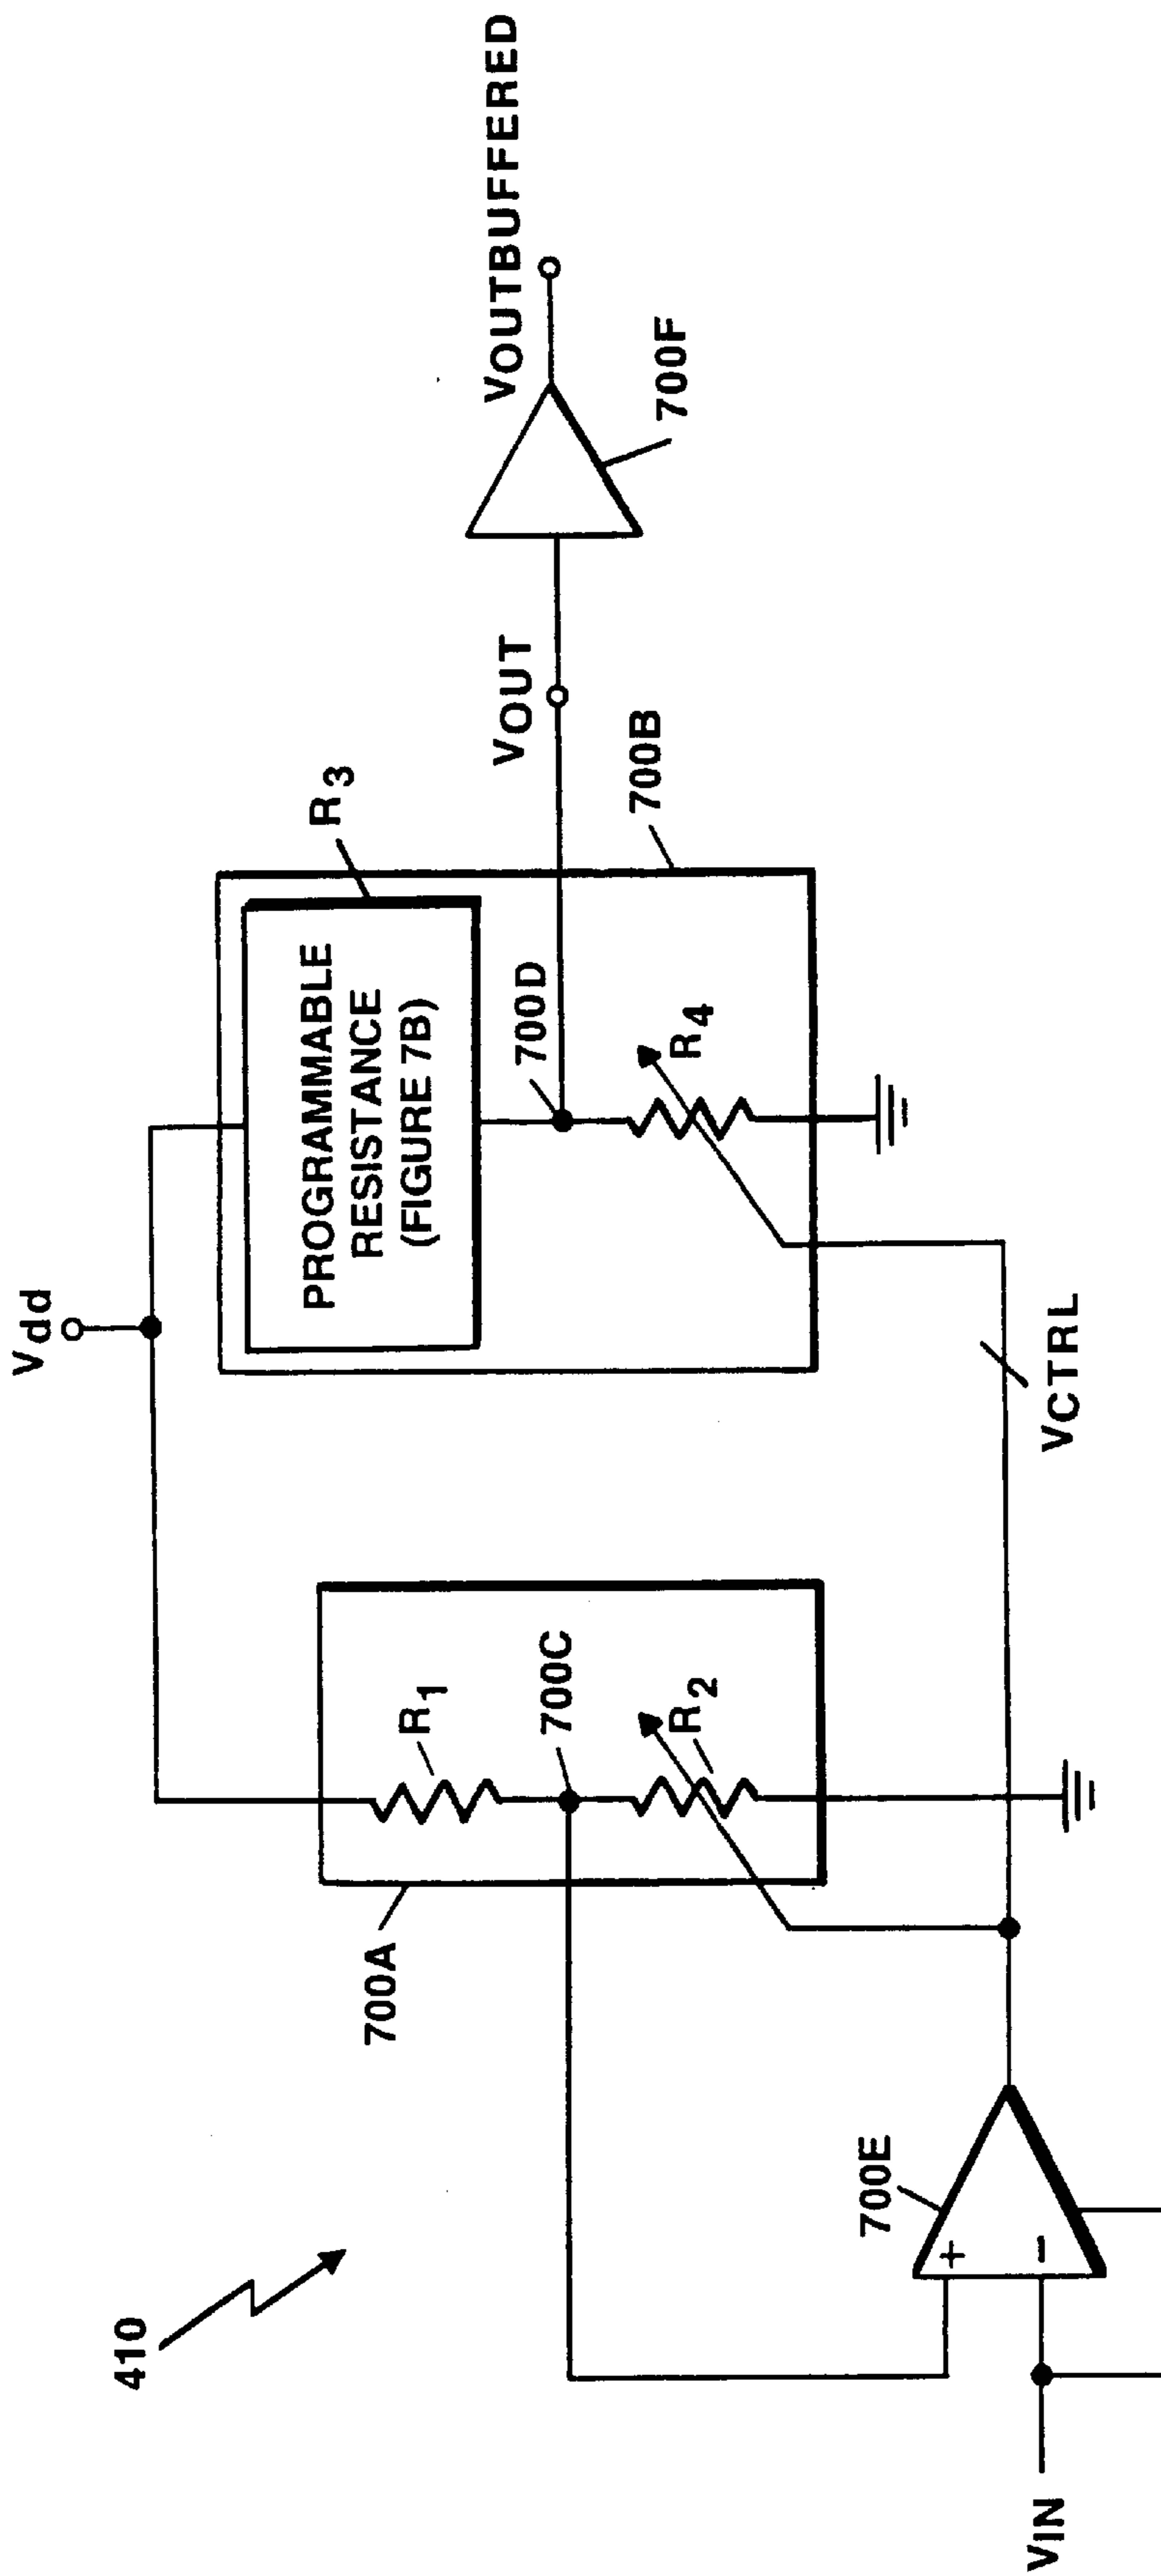 410
Vdd
R3
PROGRAMMABLE
RESISTANCE
(FIGURE 7B)
VOUTBUFFERED
VOUT
700F
700A
R1
700C
R2
700D
700B
R4
700E
+
−
VIN
VCTRL